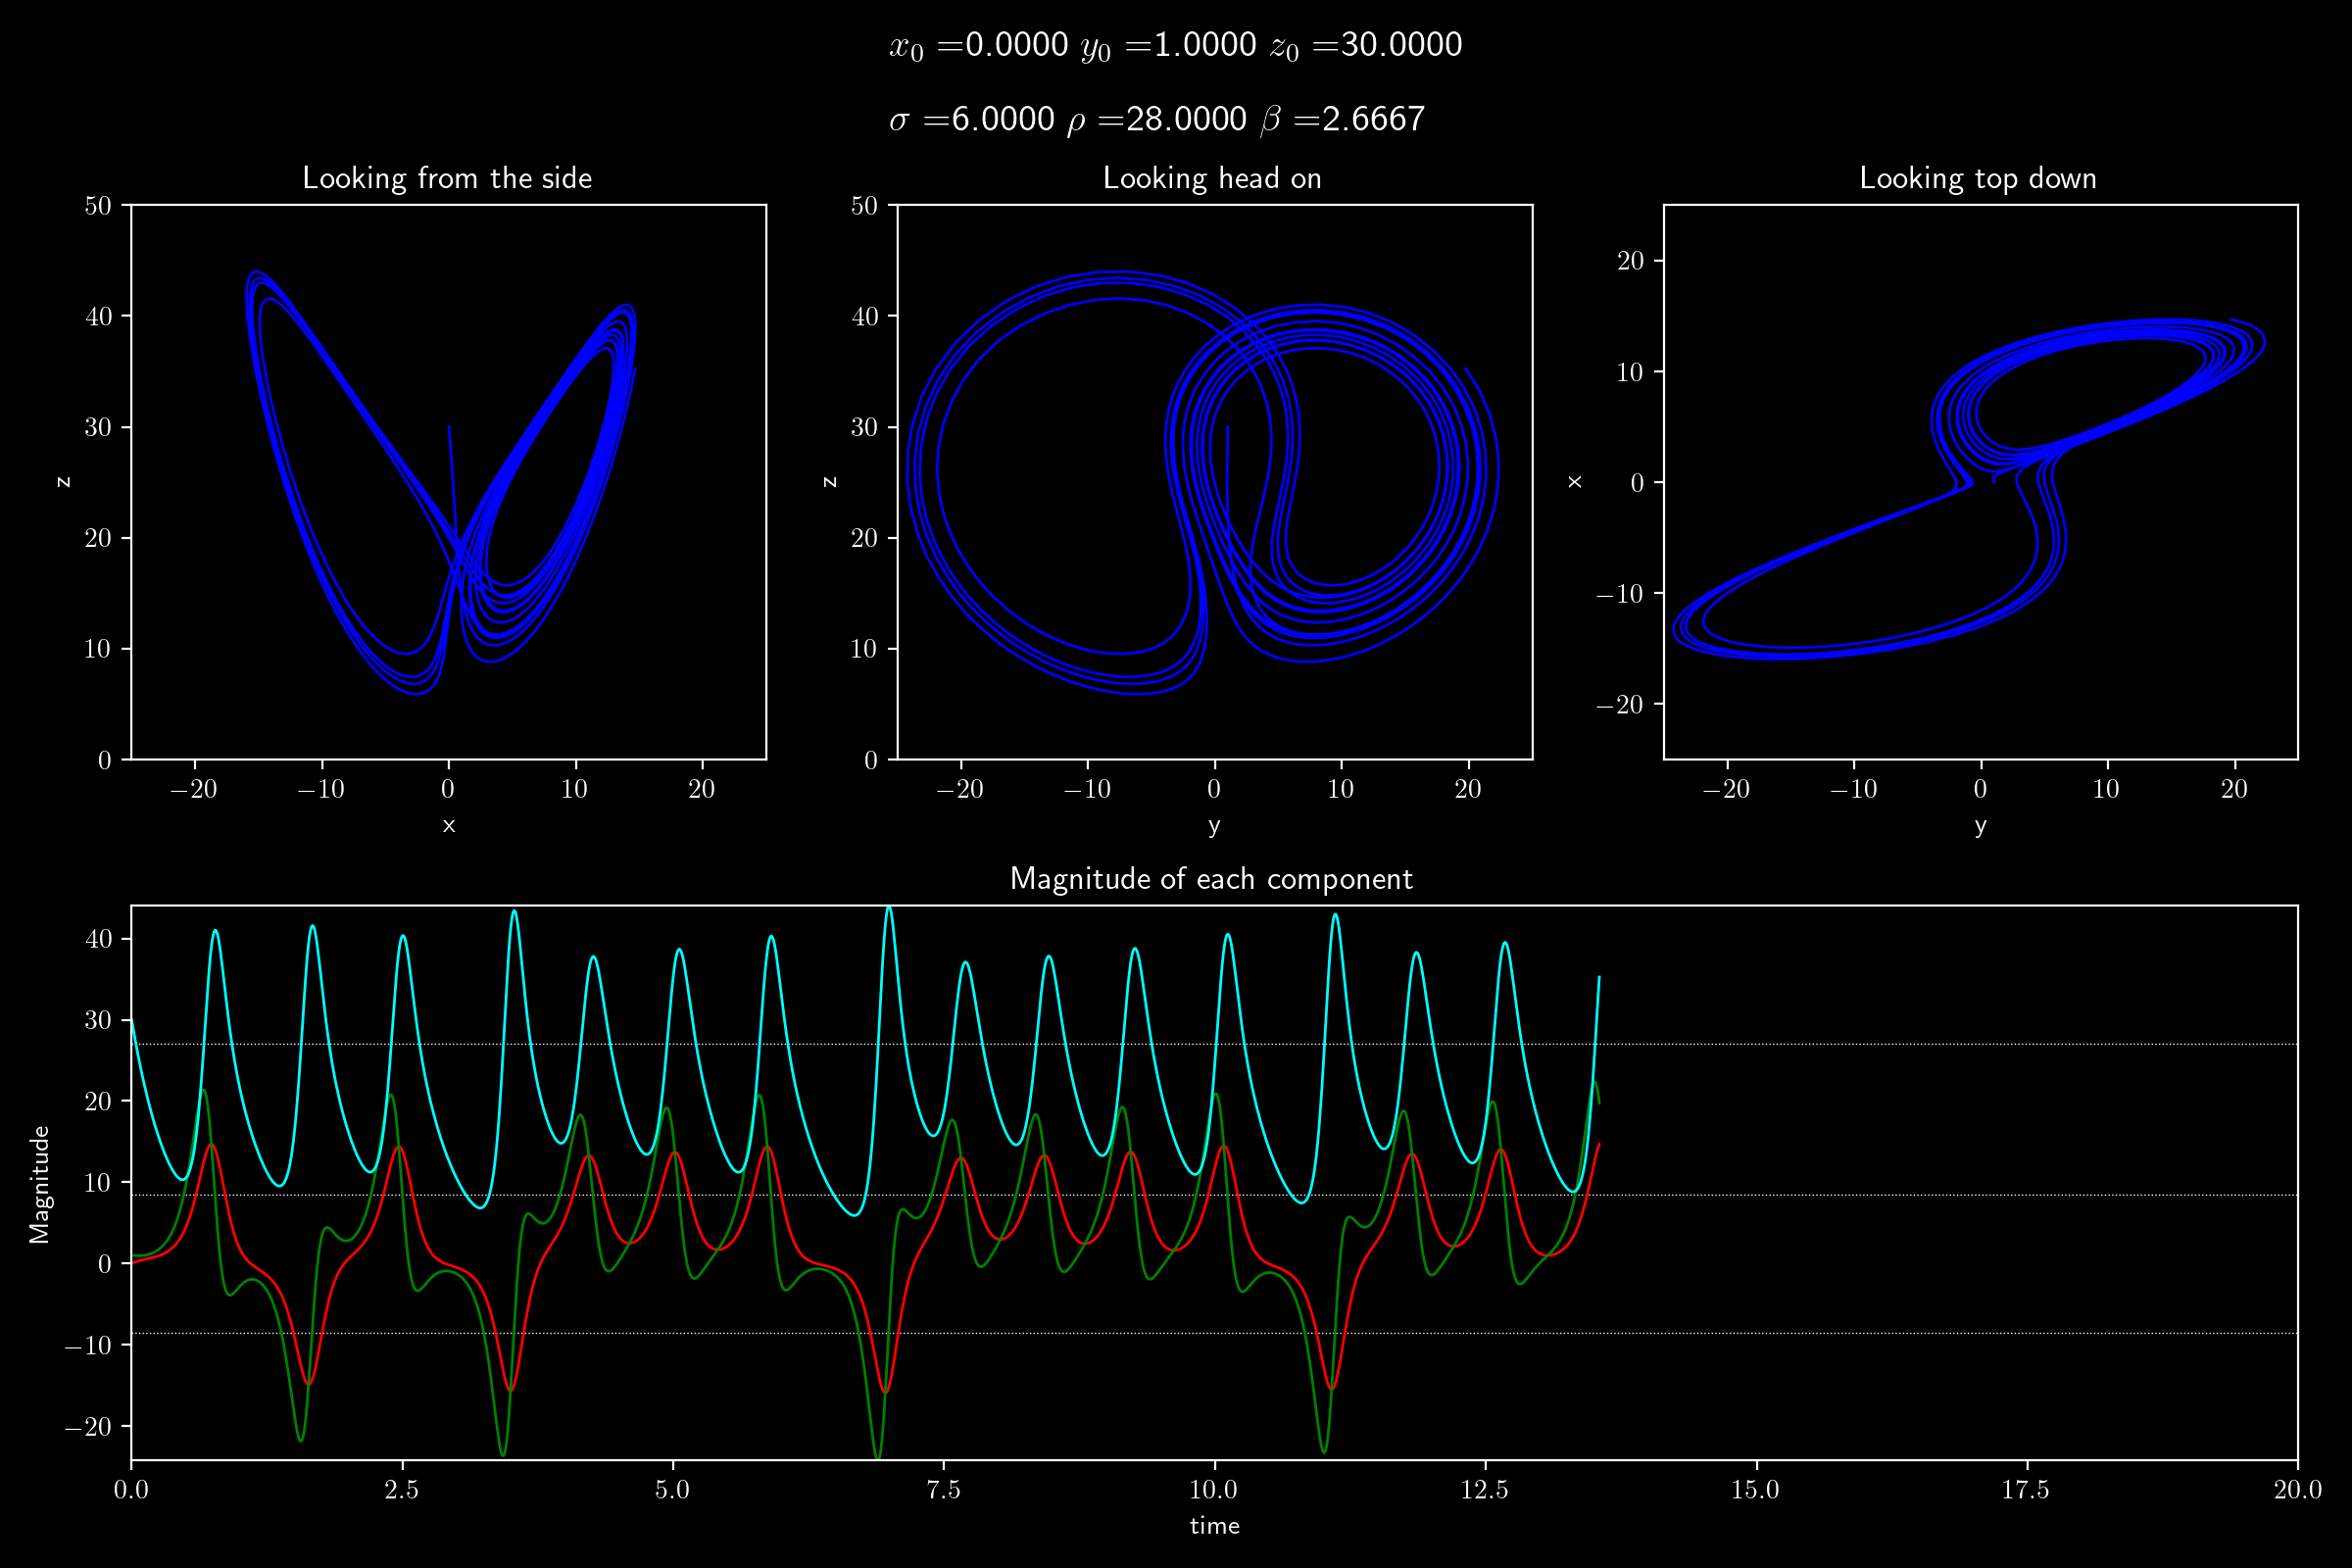 x₀ =0.0000 y₀ =1.0000 z₀ =30.0000
σ =6.0000 ρ =28.0000 β =2.6667
Looking from the side
50
40
30
20
10
0
z
−20 −10 0 10 20
x
Looking head on
50
40
30
20
10
0
z
−20 −10 0 10 20
y
Looking top down
20
10
0
−10
−20
x
−20 −10 0 10 20
y
Magnitude of each component
40
30
20
10
0
−10
−20
Magnitude
0.0 2.5 5.0 7.5 10.0 12.5 15.0 17.5 20.0
time